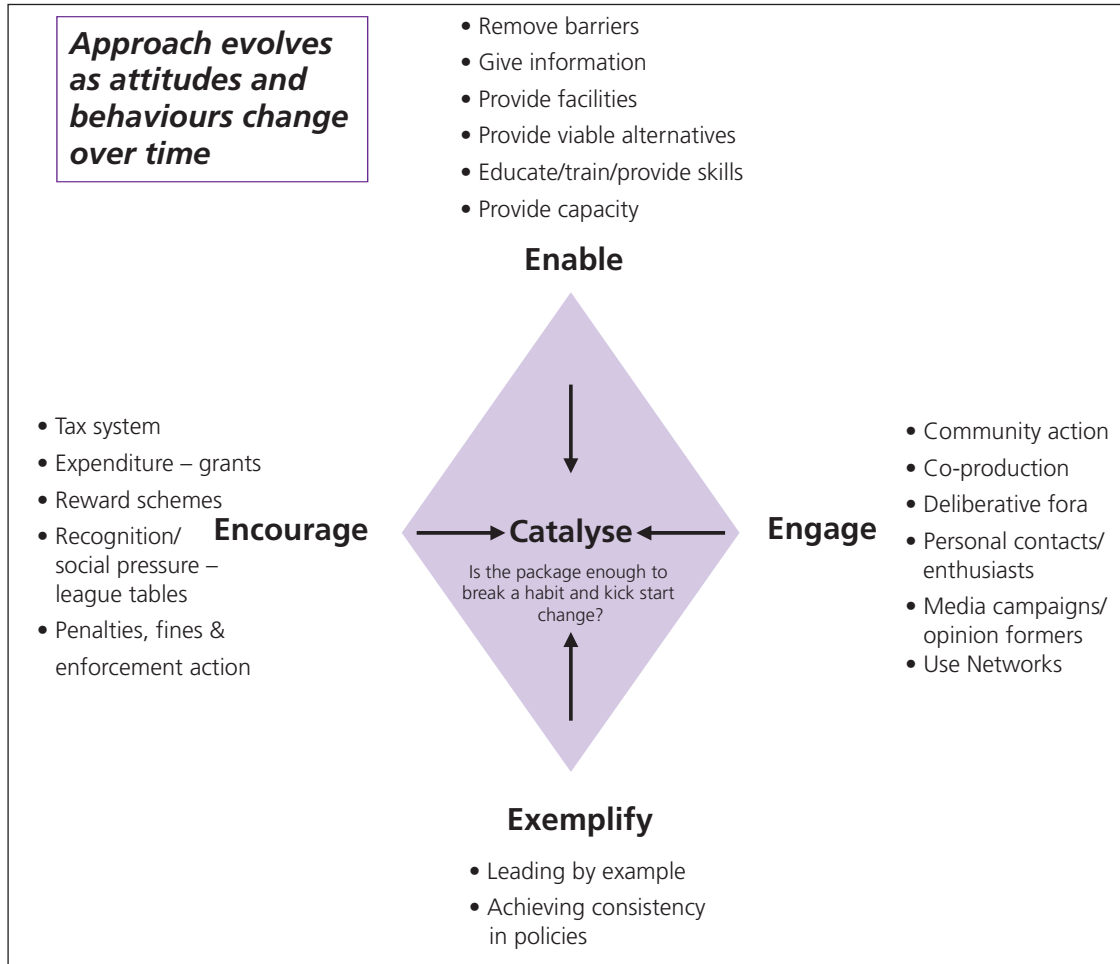 Approach evolves
as attitudes and
behaviours change
over time
• Remove barriers
• Give information
• Provide facilities
• Provide viable alternatives
• Educate/train/provide skills
• Provide capacity
Enable
• Tax system
• Expenditure – grants
• Reward schemes
• Recognition/
social pressure –
league tables
• Penalties, fines &
enforcement action
Encourage
Catalyse
Is the package enough to
break a habit and kick start
change?
Engage
• Community action
• Co-production
• Deliberative fora
• Personal contacts/
enthusiasts
• Media campaigns/
opinion formers
• Use Networks
Exemplify
• Leading by example
• Achieving consistency
in policies